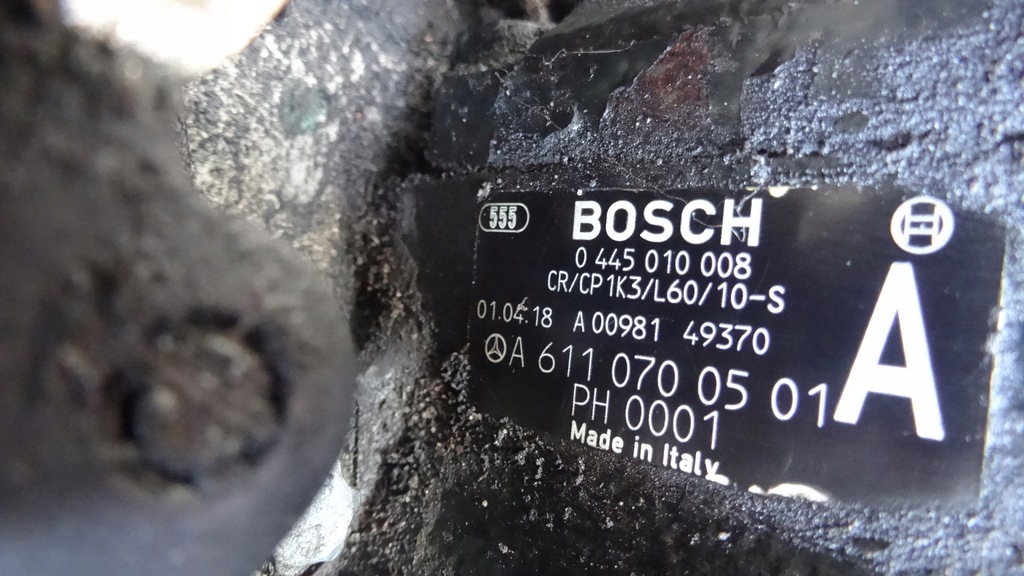 555 BOSCH
0 445 010 008
CR/CP1K3/L60/10-S
01.04.18 A 00981 49370
A 611 070 05 01 A
PH 0001
Made in Italy